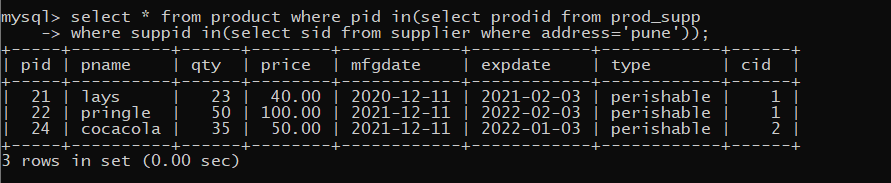 mysql> select * from product where pid in(select prodid from prod_supp
    -> where suppid in(select sid from supplier where address='pune'));
+-----+----------+------+--------+------------+------------+------------+------+
| pid | pname    | qty  | price  | mfgdate    | expdate    | type       | cid  |
+-----+----------+------+--------+------------+------------+------------+------+
|  21 | lays     |   23 |  40.00 | 2020-12-11 | 2021-02-03 | perishable |    1 |
|  22 | pringle  |   50 | 100.00 | 2021-12-11 | 2022-02-03 | perishable |    1 |
|  24 | cocacola |   35 |  50.00 | 2021-12-11 | 2022-01-03 | perishable |    2 |
+-----+----------+------+--------+------------+------------+------------+------+
3 rows in set (0.00 sec)